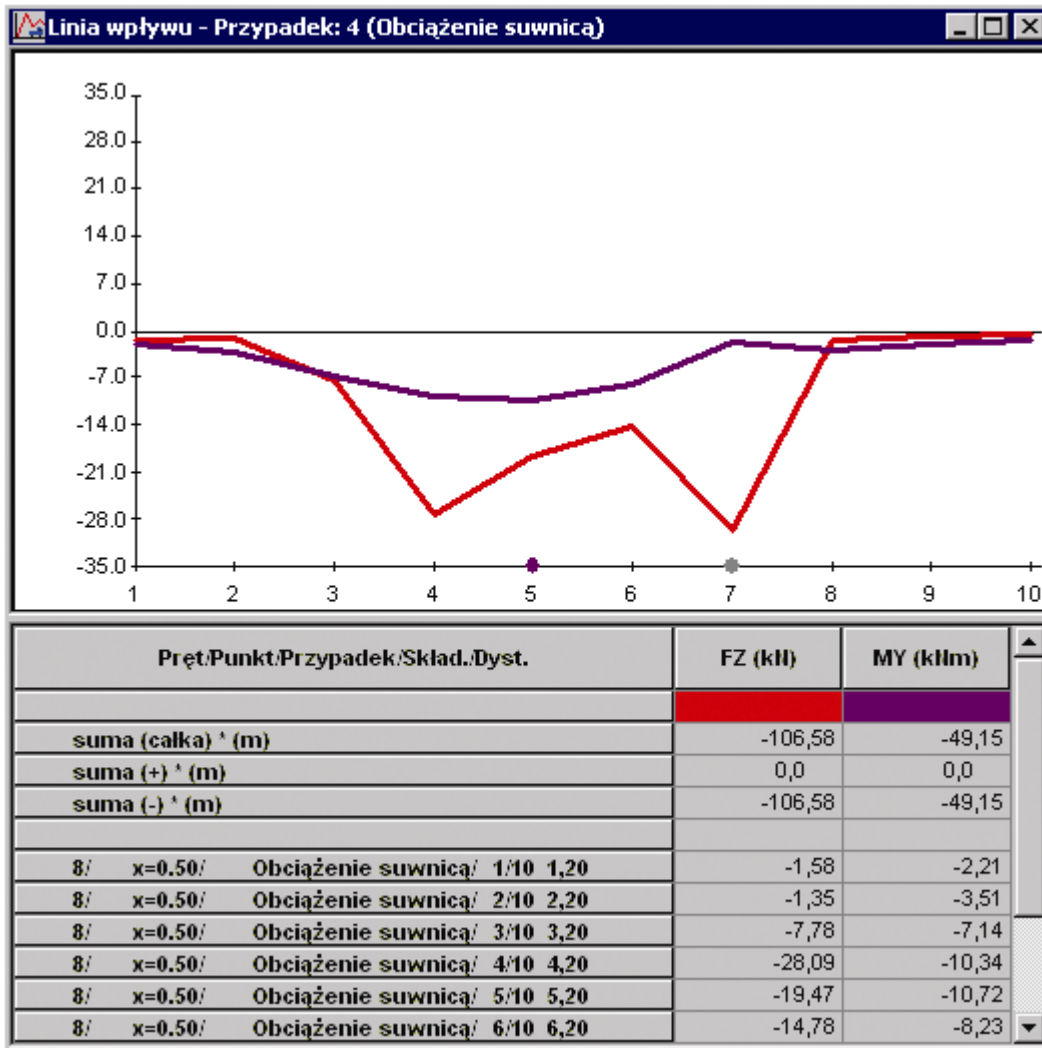 Linia wpływu - Przypadek: 4 (Obciążenie suwnicą)
35.0
28.0
21.0
14.0
7.0
0.0
-7.0
-14.0
-21.0
-28.0
-35.0
1 2 3 4 5 6 7 8 9 10
Pręt/Punkt/Przypadek/Skład./Dyst. FZ (kN) MY (kNm)
suma (całka) * (m) -106,58 -49,15
suma (+) * (m) 0,0 0,0
suma (-) * (m) -106,58 -49,15
8/ x=0.50/ Obciążenie suwnicą/ 1/10 1,20 -1,58 -2,21
8/ x=0.50/ Obciążenie suwnicą/ 2/10 2,20 -1,35 -3,51
8/ x=0.50/ Obciążenie suwnicą/ 3/10 3,20 -7,78 -7,14
8/ x=0.50/ Obciążenie suwnicą/ 4/10 4,20 -28,09 -10,34
8/ x=0.50/ Obciążenie suwnicą/ 5/10 5,20 -19,47 -10,72
8/ x=0.50/ Obciążenie suwnicą/ 6/10 6,20 -14,78 -8,23